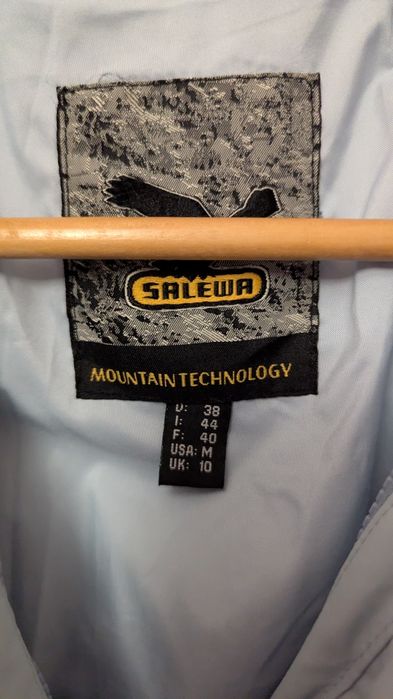 SALEWA
MOUNTAIN TECHNOLOGY
D: 38
I: 44
F: 40
USA: M
UK: 10